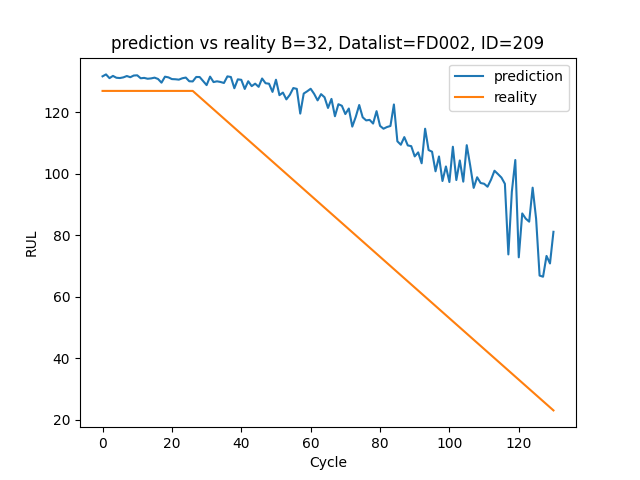 prediction vs reality B=32, Datalist=FD002, ID=209
prediction
reality
RUL
120
100
80
60
40
20
0 20 40 60 80 100 120
Cycle